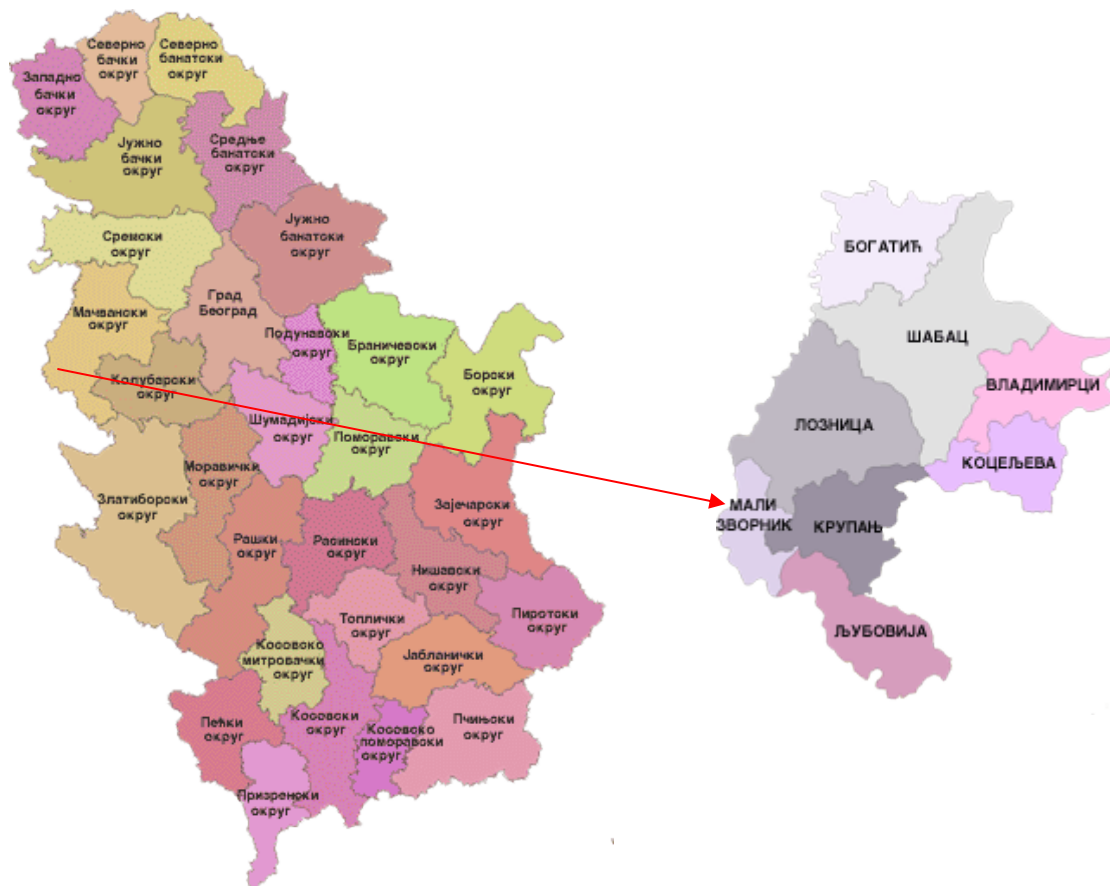 Северно
бачки
округ
Северно
банатски
округ
Западно
бачки
округ
Јужно
бачки
округ
Средње
банатски
округ
Сремски
округ
Јужно
банатски
округ
Мачвански
округ
Град
Београд
Подунавски
округ
Браничевски
округ
Борски
округ
Колубарски
округ
Шумадијски
округ
Поморавски
округ
Златиборски
округ
Моравички
округ
Зајечарски
округ
Рашки
округ
Расински
округ
Нишавски
округ
Пиротски
округ
Топлички
округ
Косовско
митровачки
округ
Јабланички
округ
Пећки
округ
Косовски
округ
Косовско
поморавски
округ
Пчињски
округ
Призренски
округ
БОГАТИЋ
ШАБАЦ
ВЛАДИМИРЦИ
ЛОЗНИЦА
КОЦЕЉЕВА
МАЛИ
ЗВОРНИК
КРУПАЊ
ЉУБОВИЈА